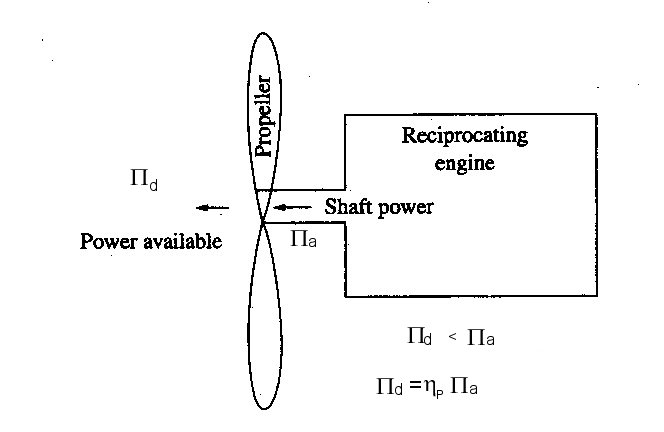 Propeller
Reciprocating
engine
Πd
Shaft power
Power available
Πa
Πd < Πa
Πd =ηP Πa